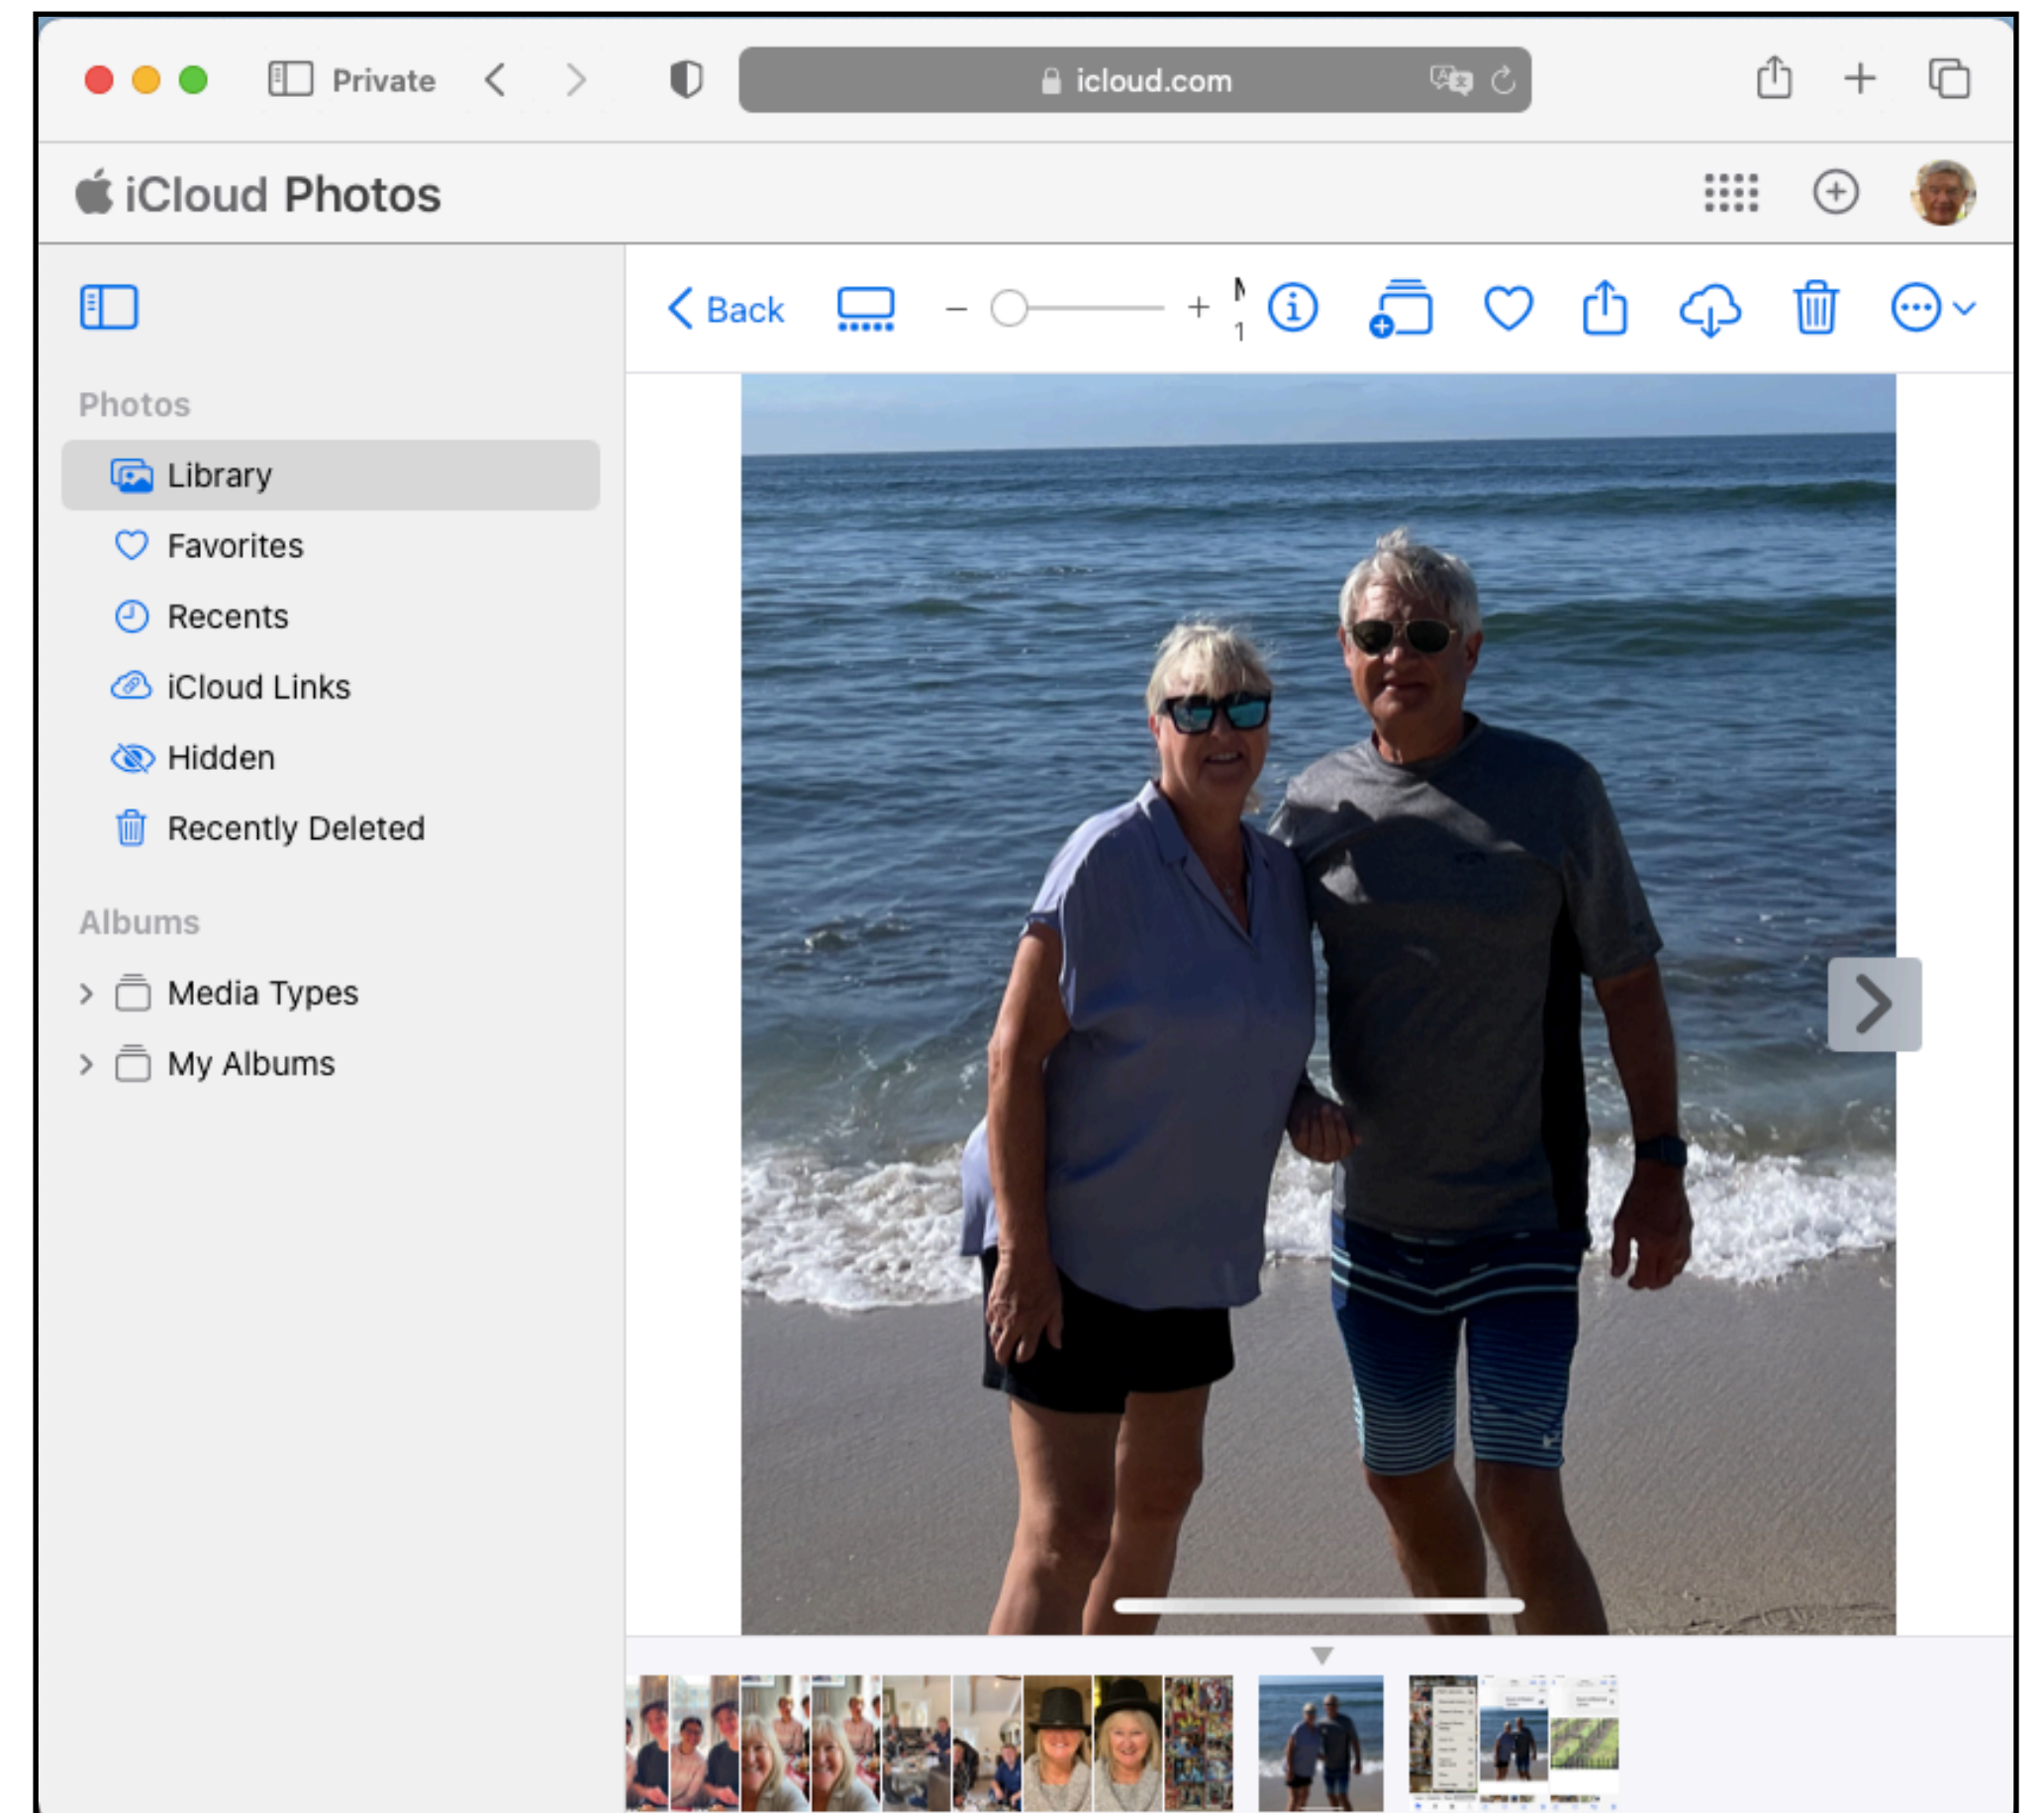 Private
icloud.com
iCloud Photos
Back
Photos
Library
Favorites
Recents
iCloud Links
Hidden
Recently Deleted
Albums
Media Types
My Albums